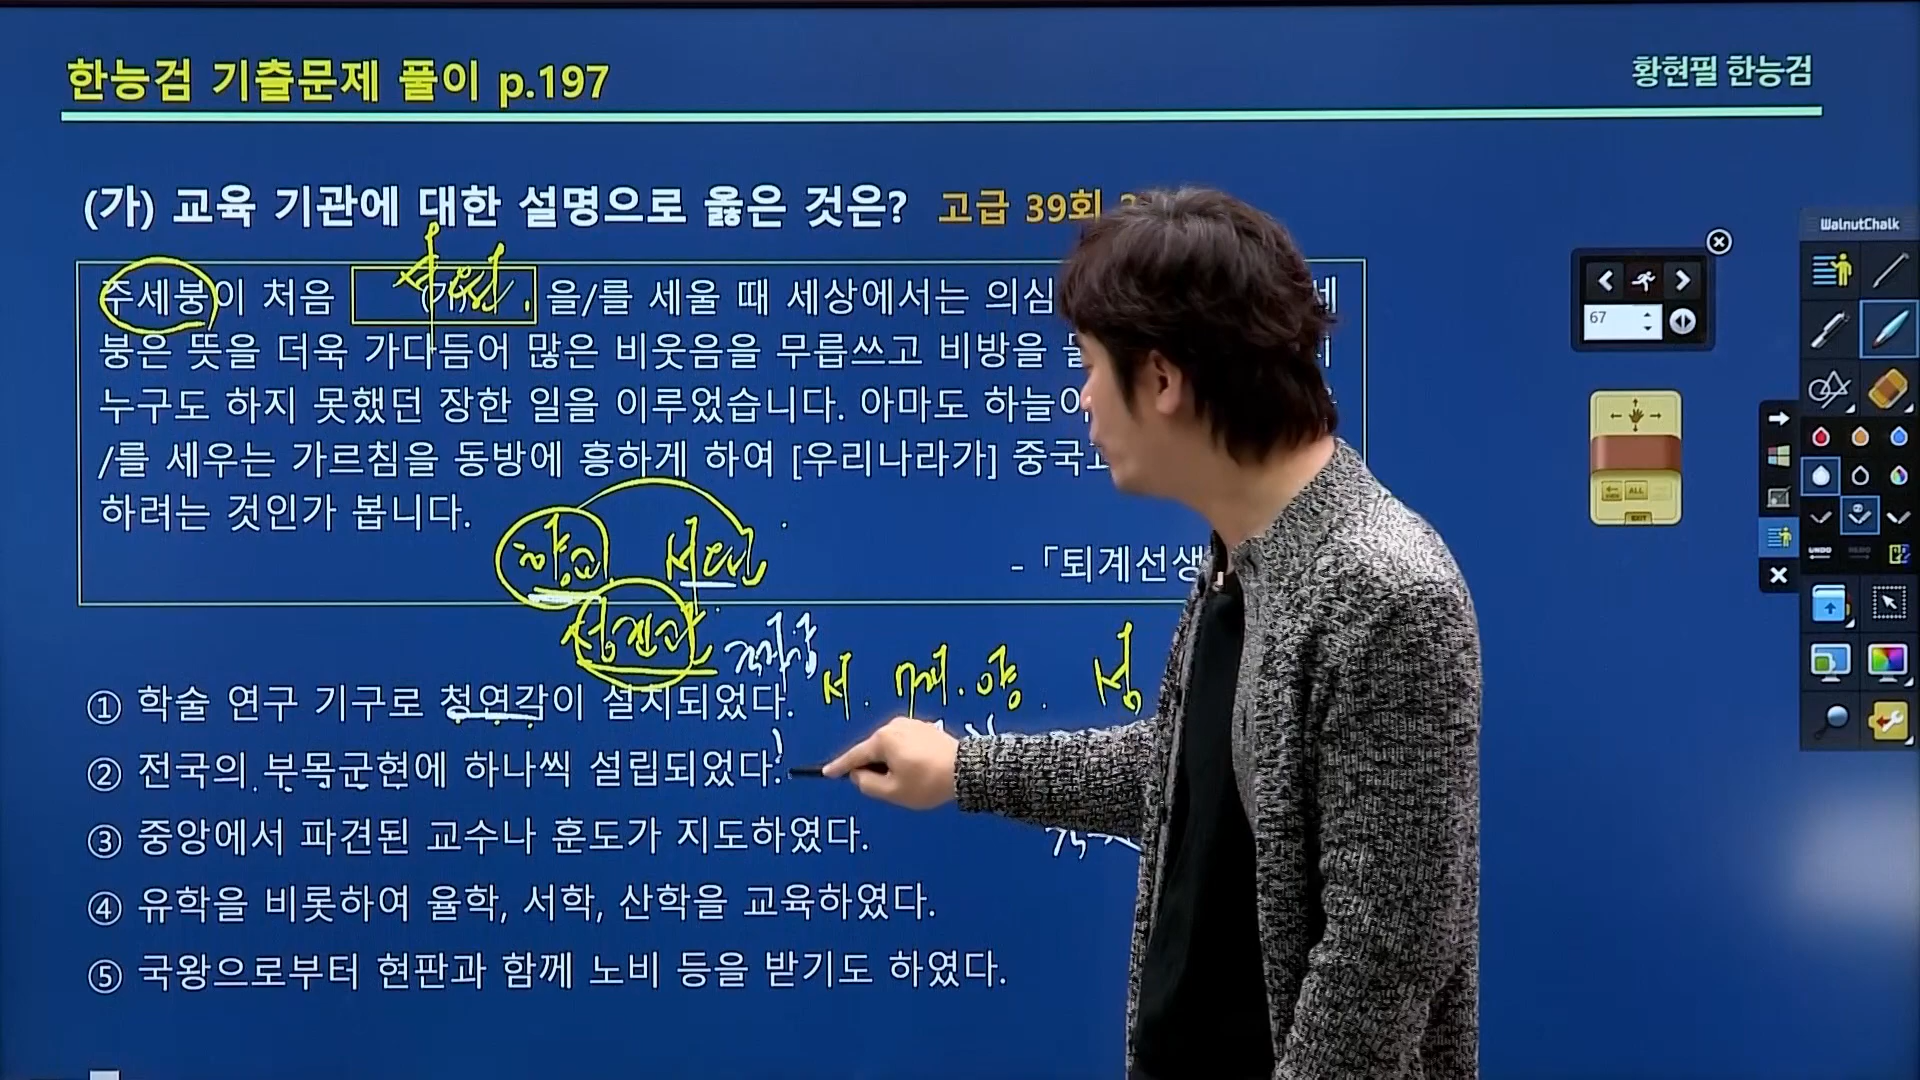 한능검 기출문제 풀이 p.197
황현필 한능검
(가) 교육 기관에 대한 설명으로 옳은 것은? 고급 39회
주세붕이 처음 서원 을/를 세울 때 세상에서는 의심
붕은 뜻을 더욱 가다듬어 많은 비웃음을 무릅쓰고 비방을
누구도 하지 못했던 장한 일을 이루었습니다. 아마도 하늘이
/를 세우는 가르침을 동방에 흥하게 하여 [우리나라가] 중국과
하려는 것인가 봅니다.
향교 서원
-「퇴계선생
성균관
서. 재. 양. 성
① 학술 연구 기구로 청연각이 설치되었다.
② 전국의 부목군현에 하나씩 설립되었다.
③ 중앙에서 파견된 교수나 훈도가 지도하였다.
④ 유학을 비롯하여 율학, 서학, 산학을 교육하였다.
⑤ 국왕으로부터 현판과 함께 노비 등을 받기도 하였다.
WalnutChalk
67
ALL
EXIT
UNDO
REDO